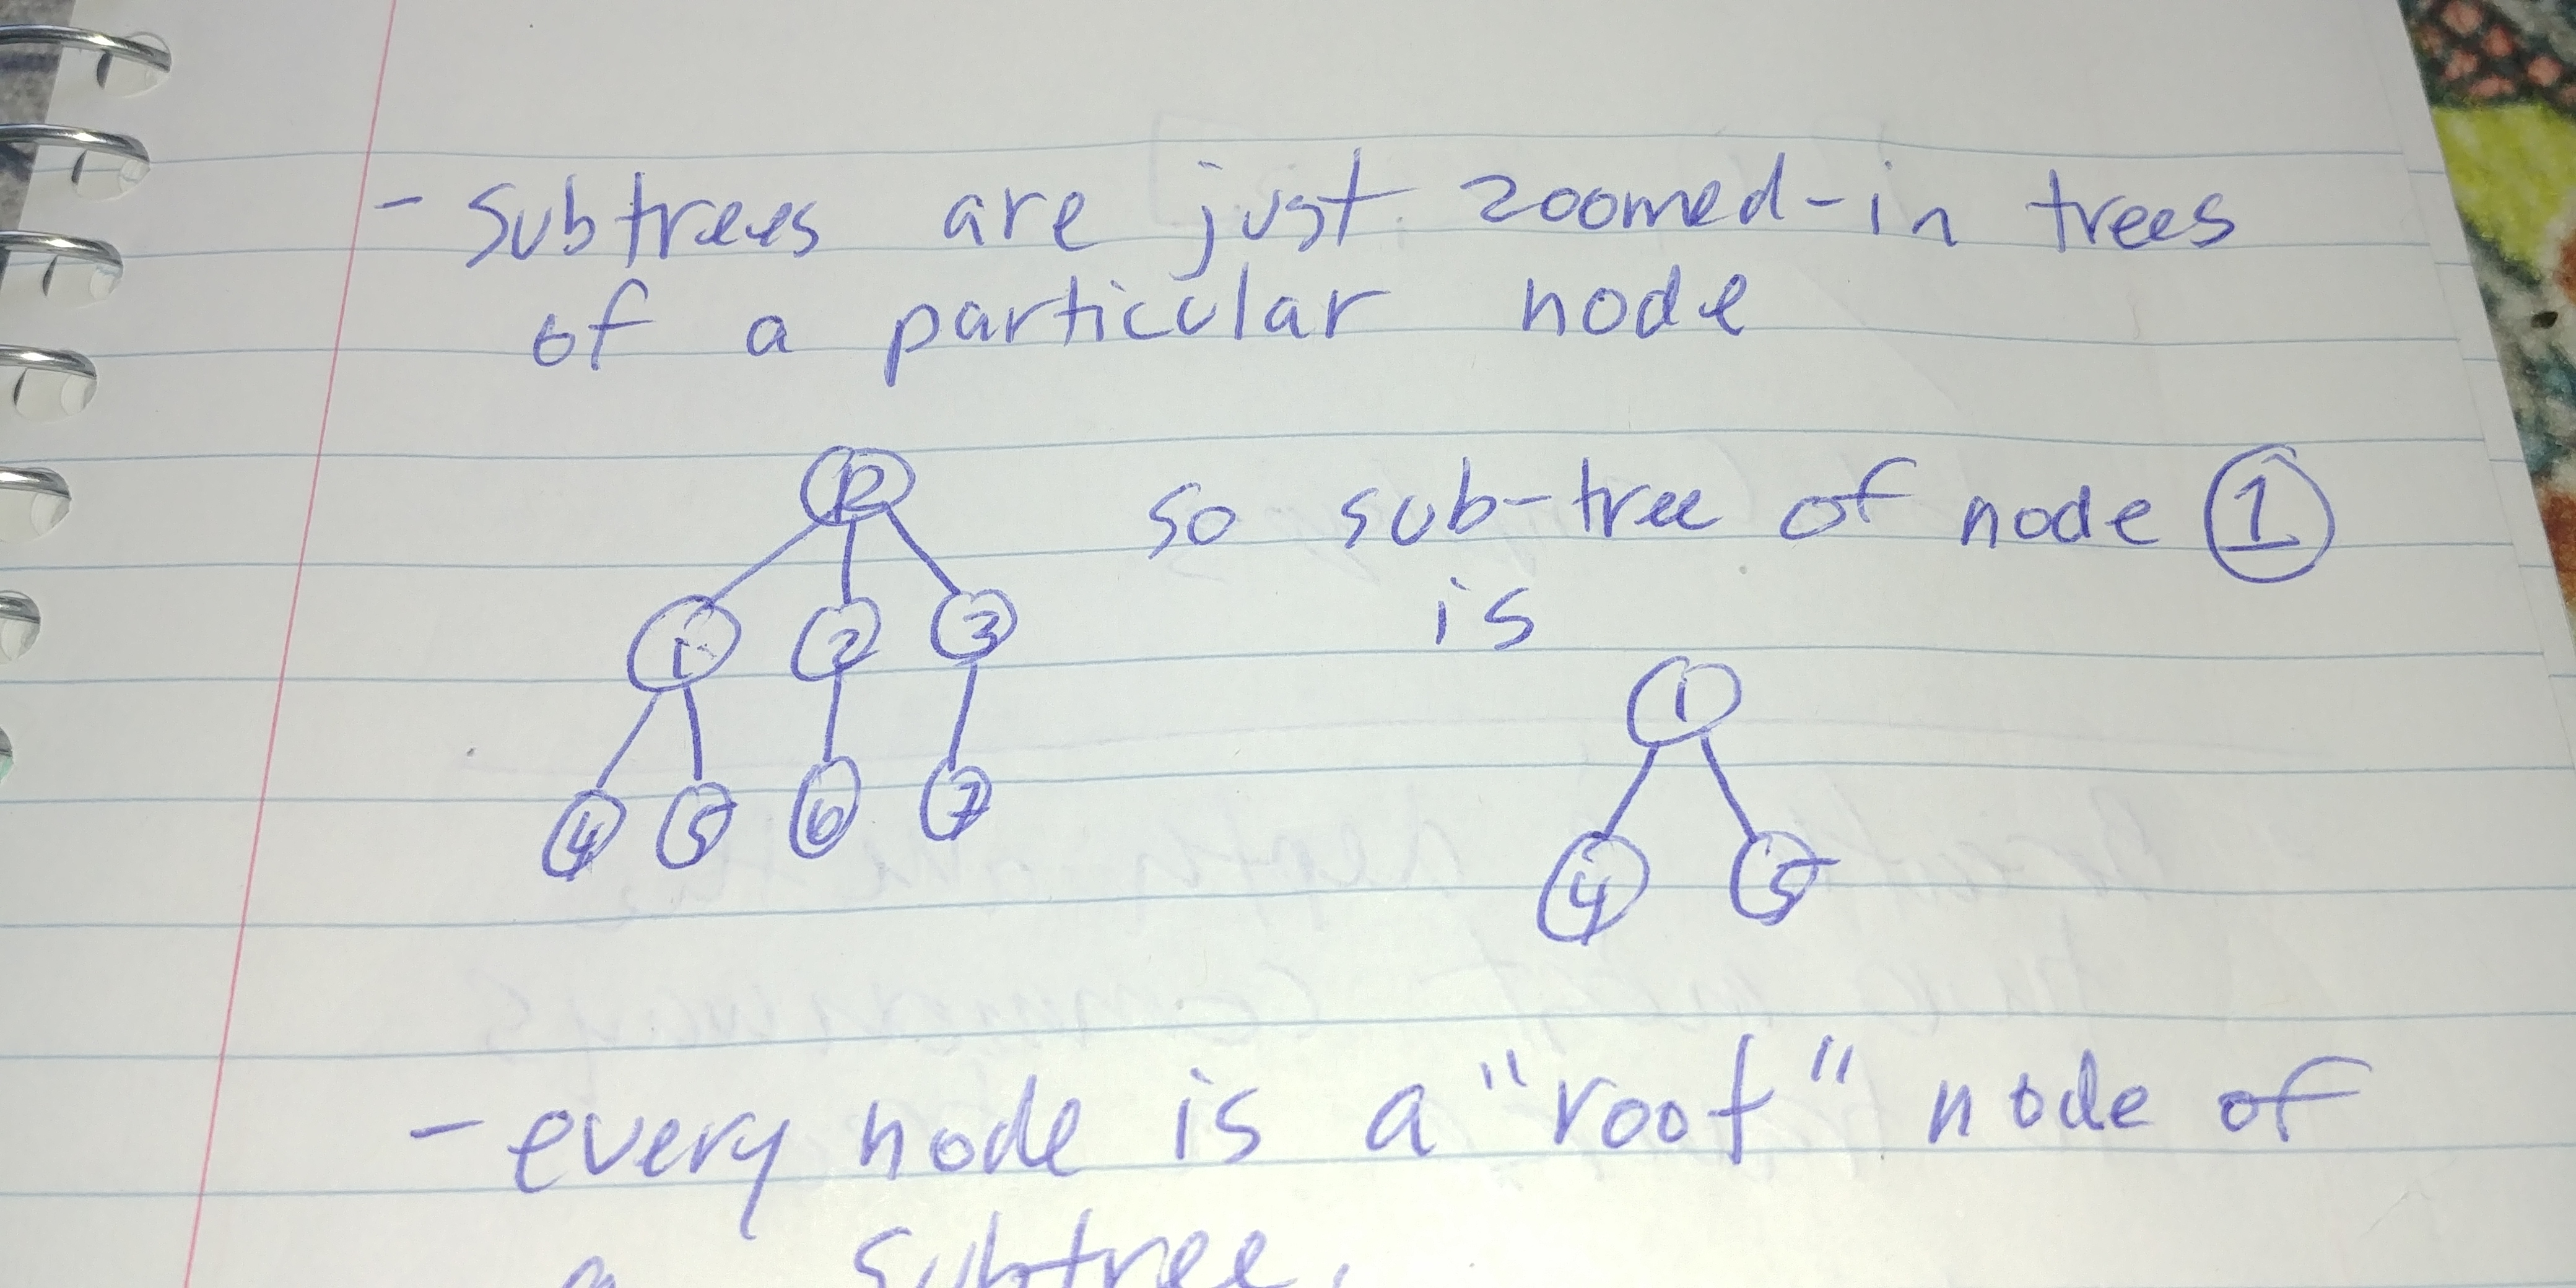 - Subtrees are just zoomed-in trees
of a particular node
so sub-tree of node 1
is
1 2 3
4 5 6 7
1
4 5
- every node is a "root" node of
a subtree.